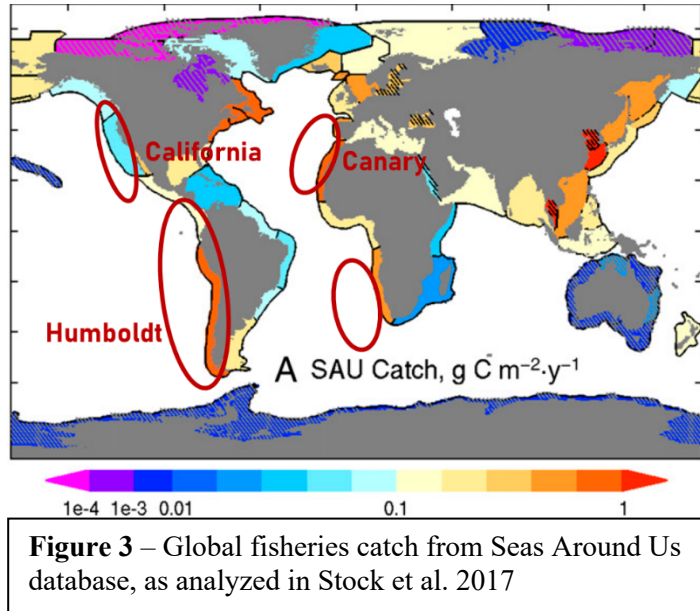 California
Canary
Humboldt
A SAU Catch, g C m⁻²·y⁻¹
1e-4 1e-3 0.01 0.1 1
Figure 3 – Global fisheries catch from Seas Around Us
database, as analyzed in Stock et al. 2017